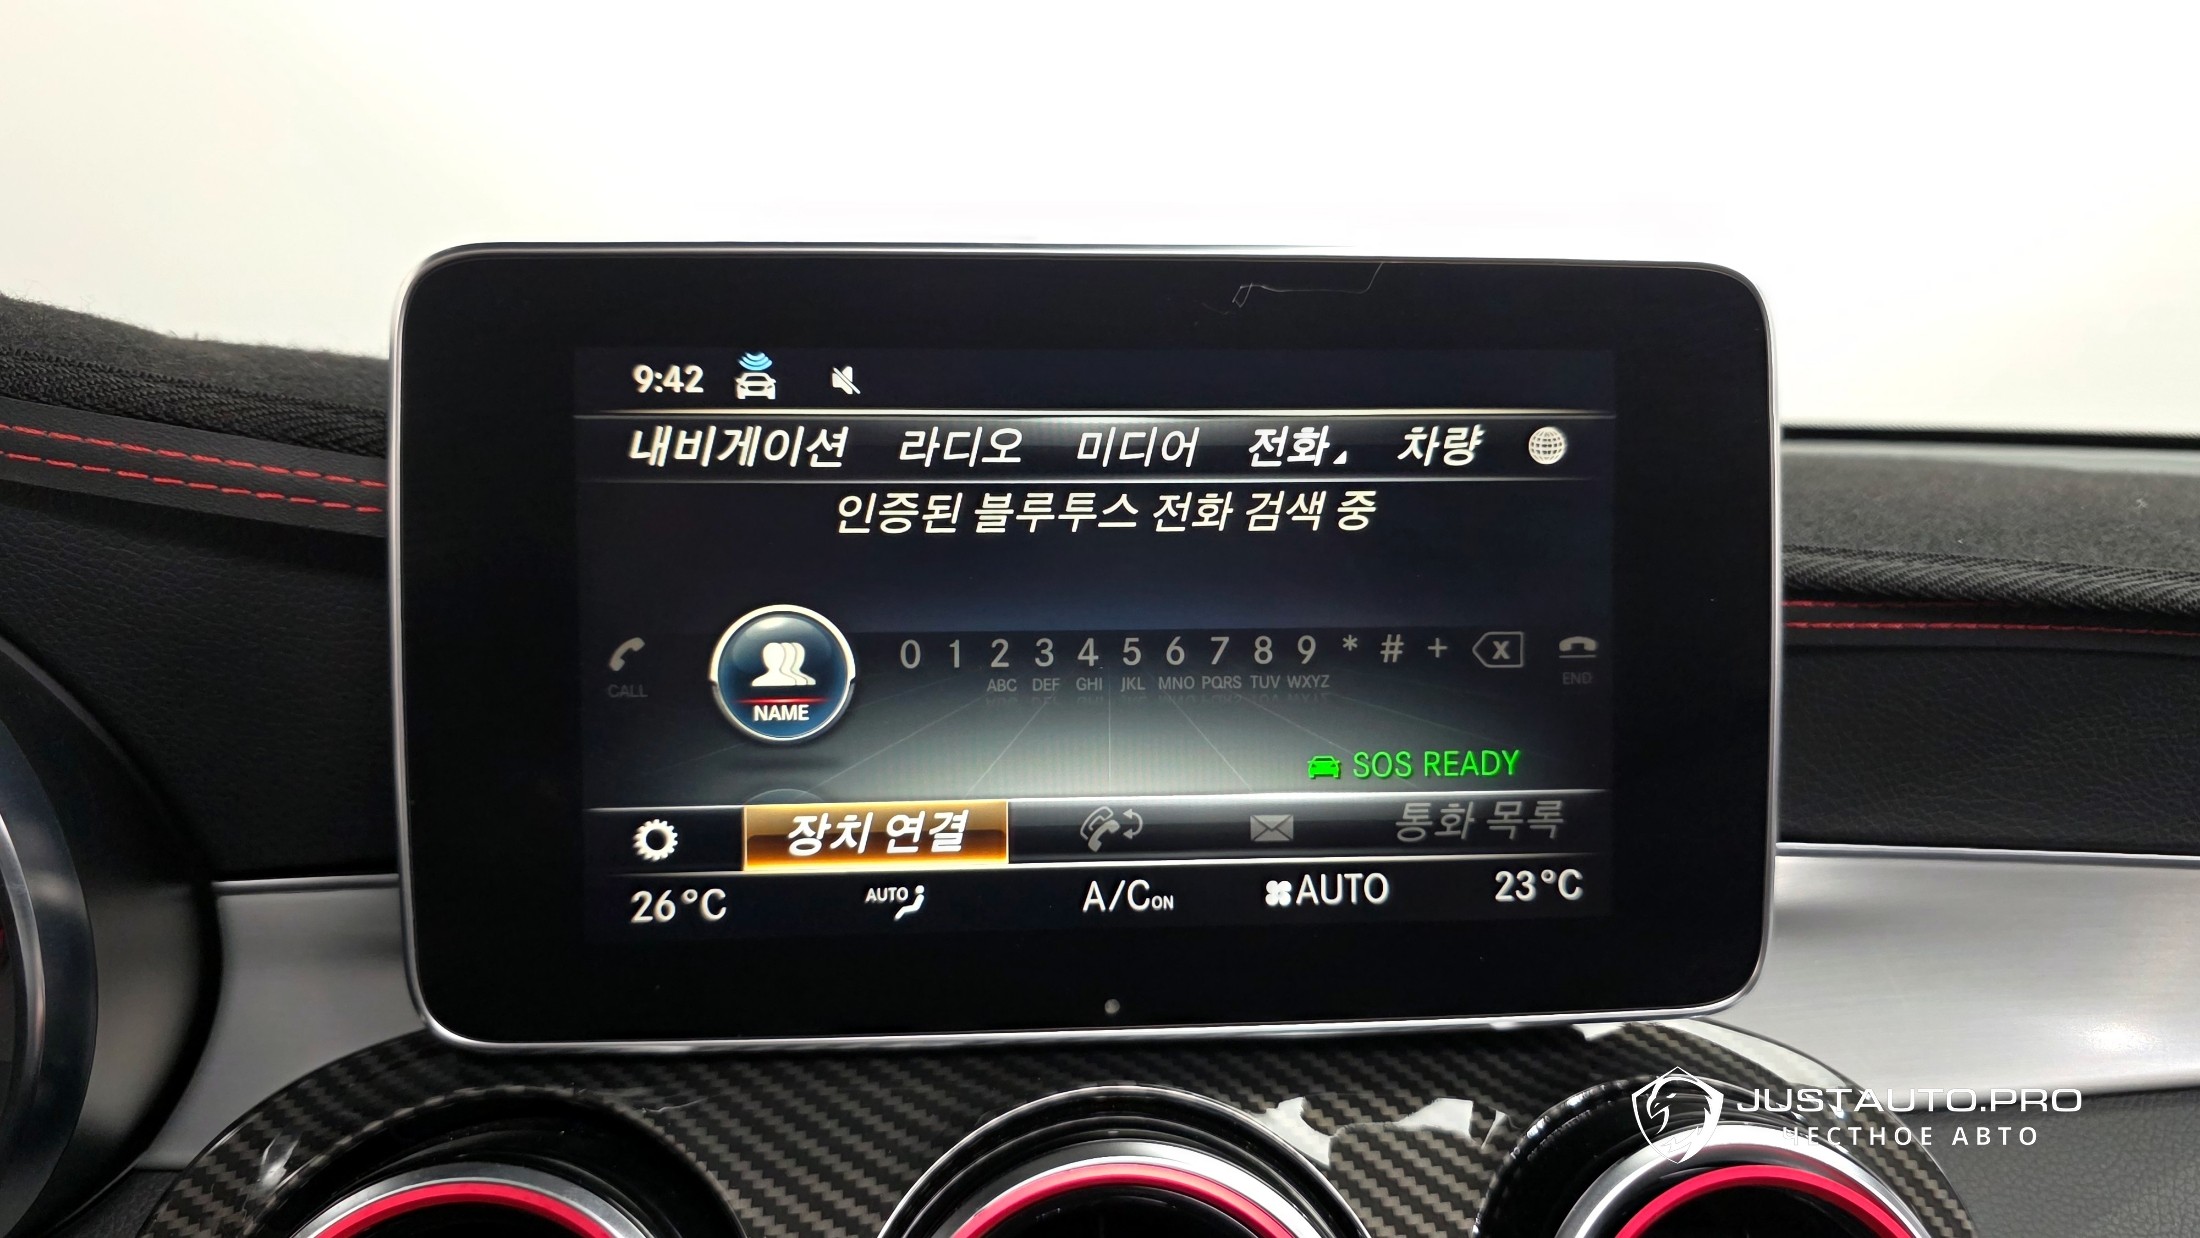 9:42
내비게이션 라디오 미디어 전화 차량
인증된 블루투스 전화 검색 중
0 1 2 3 4 5 6 7 8 9 * # + X
ABC DEF GHI JKL MNO PQRS TUV WXYZ
CALL NAME END
SOS READY
장치 연결 통화 목록
26°C AUTO A/C ON AUTO 23°C
JUSTAUTO.PRO
ЧЕСТНОЕ АВТО